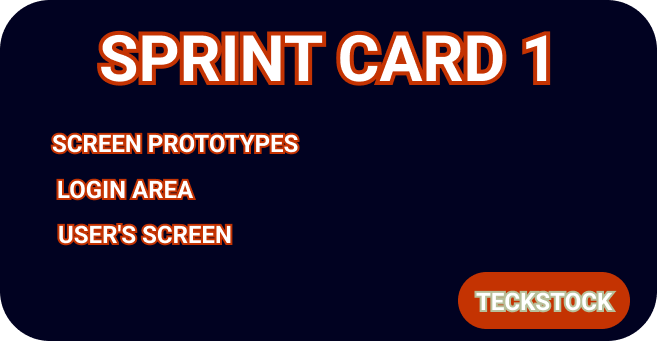 SPRINT CARD 1
SCREEN PROTOTYPES
LOGIN AREA
USER'S SCREEN
TECKSTOCK